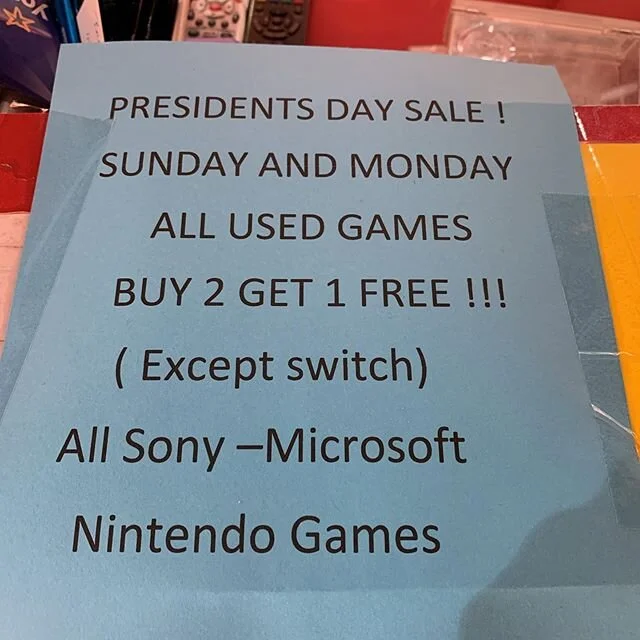 PRESIDENTS DAY SALE !
SUNDAY AND MONDAY
ALL USED GAMES
BUY 2 GET 1 FREE !!!
( Except switch)
All Sony –Microsoft
Nintendo Games